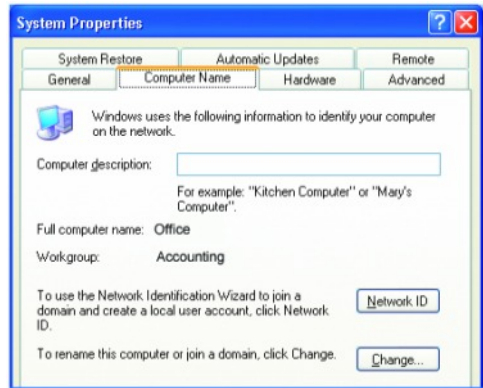 System Properties
System Restore Automatic Updates Remote
General Computer Name Hardware Advanced
Windows uses the following information to identify your computer
on the network.
Computer description:
For example: "Kitchen Computer" or "Mary's
Computer".
Full computer name: Office
Workgroup: Accounting
To use the Network Identification Wizard to join a
domain and create a local user account, click Network
ID.
Network ID
To rename this computer or join a domain, click Change.
Change...